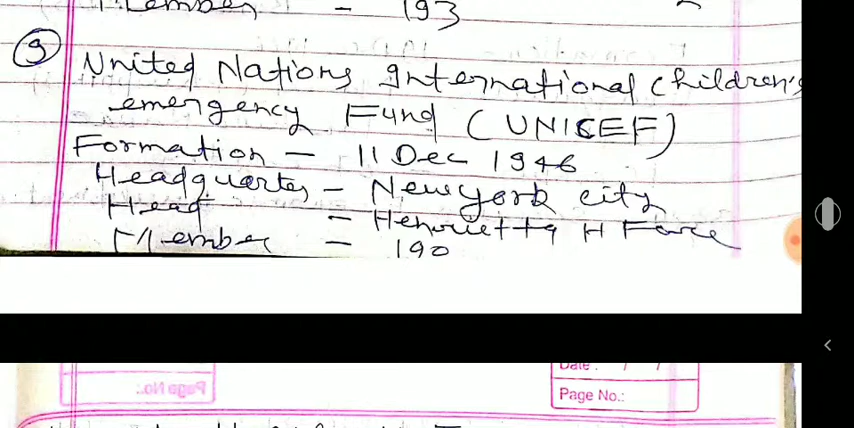 Member - 193
9
United Nations International Children's
emergency Fund (UNICEF)
Formation - 11 Dec 1946
Headquarter - New york city
Head - Henrietta H Fore
Member - 190
Page No.:
Date : / /
Page No.: